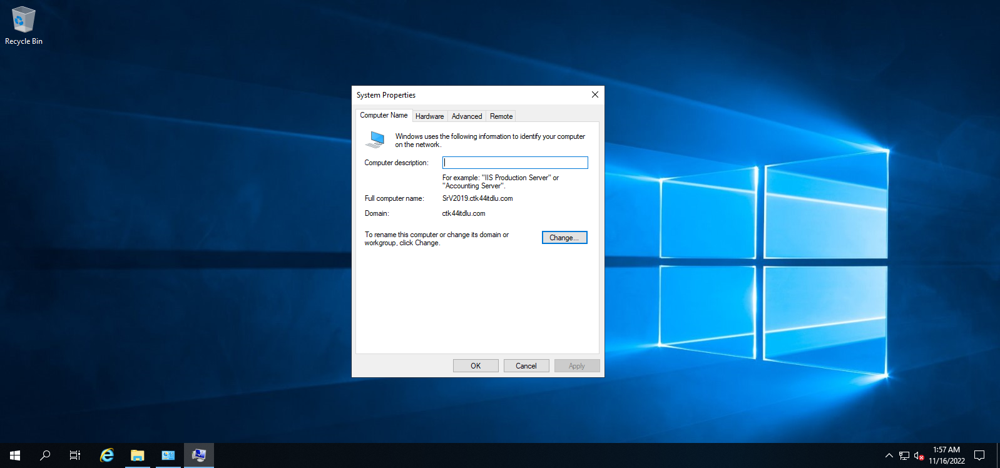 Recycle Bin
System Properties
Computer Name
Hardware
Advanced
Remote
Windows uses the following information to identify your computer
on the network.
Computer description:
For example: "IIS Production Server" or
"Accounting Server".
Full computer name:
SrV2019.ctk44itdlu.com
Domain:
ctk44itdlu.com
To rename this computer or change its domain or
workgroup, click Change.
Change...
OK
Cancel
Apply
1:57 AM
11/16/2022